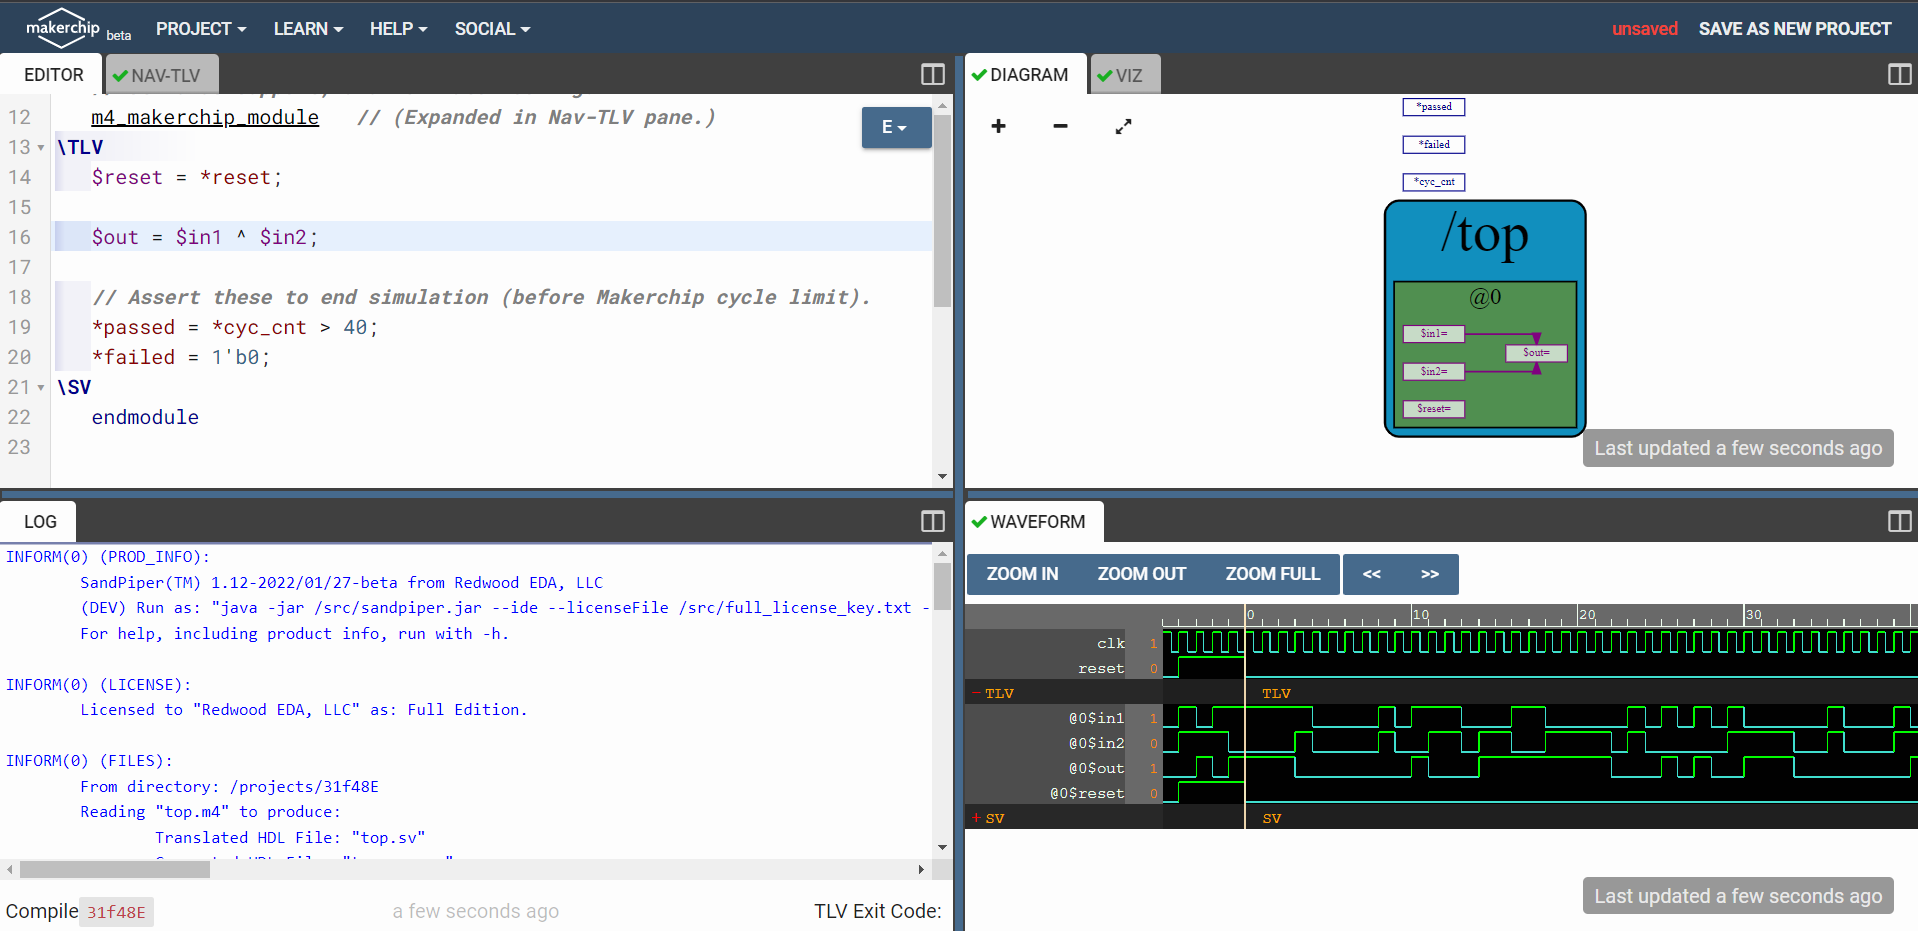 makerchip beta PROJECT LEARN HELP SOCIAL unsaved SAVE AS NEW PROJECT
EDITOR NAV-TLV
12 m4_makerchip_module // (Expanded in Nav-TLV pane.)
E
13 \TLV
14 $reset = *reset;
15
16 $out = $in1 ^ $in2;
17
18 // Assert these to end simulation (before Makerchip cycle limit).
19 *passed = *cyc_cnt > 40;
20 *failed = 1'b0;
21 \SV
22 endmodule
23
DIAGRAM VIZ
*passed
*failed
*cyc_cnt
/top
@0
$in1=
$out=
$in2=
$reset=
Last updated a few seconds ago
LOG
INFORM(0) (PROD_INFO):
SandPiper(TM) 1.12-2022/01/27-beta from Redwood EDA, LLC
(DEV) Run as: "java -jar /src/sandpiper.jar --ide --licenseFile /src/full_license_key.txt -
For help, including product info, run with -h.
INFORM(0) (LICENSE):
Licensed to "Redwood EDA, LLC" as: Full Edition.
INFORM(0) (FILES):
From directory: /projects/31f48E
Reading "top.m4" to produce:
Translated HDL File: "top.sv"
Compile 31f48E a few seconds ago TLV Exit Code:
WAVEFORM
ZOOM IN ZOOM OUT ZOOM FULL << >>
0 10 20 30
clk 1
reset 0
- TLV TLV
@0$in1 1
@0$in2 0
@0$out 1
@0$reset 0
+ SV SV
Last updated a few seconds ago